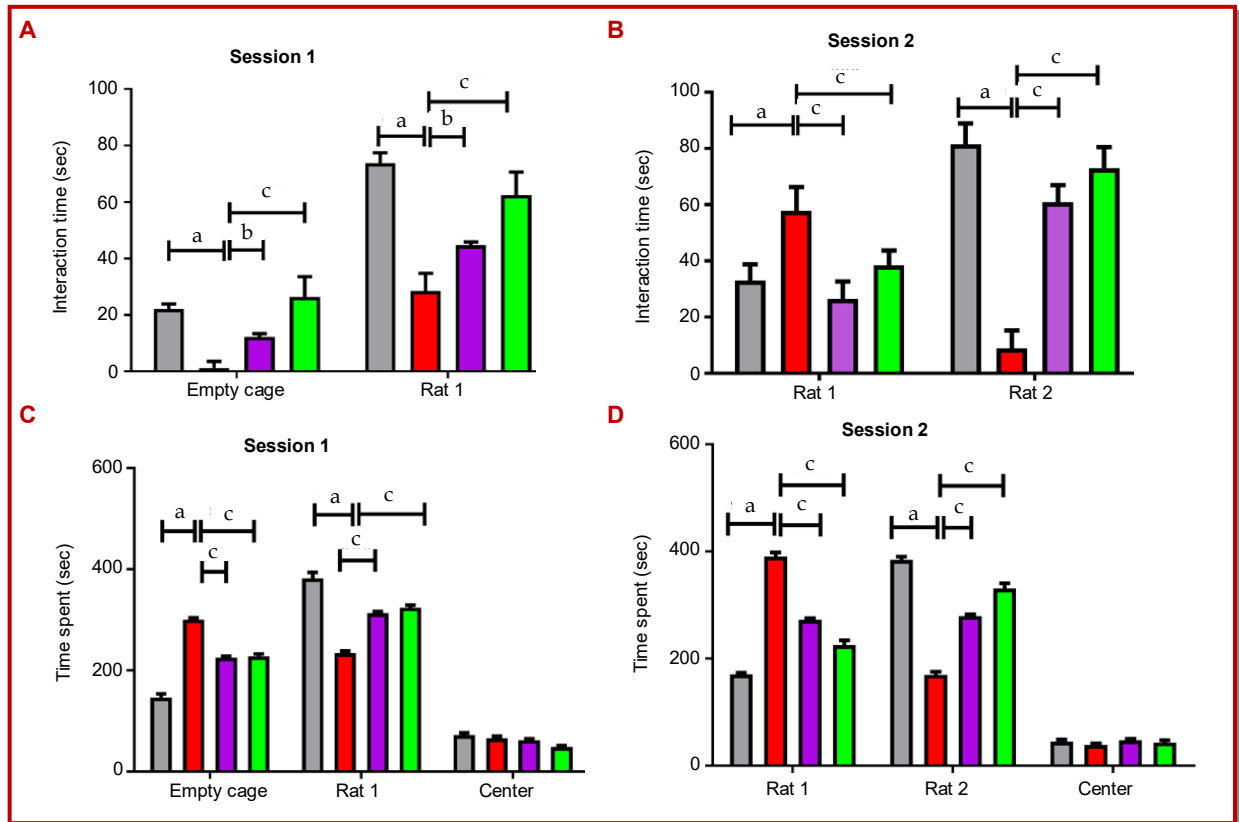 A
Session 1
Interaction time (sec)
100
80
60
40
20
0
a
b
c
a
b
c
Empty cage
Rat 1
B
Session 2
Interaction time (sec)
100
80
60
40
20
0
a
c
c
a
c
c
Rat 1
Rat 2
C
Session 1
Time spent (sec)
600
400
200
0
a
c
c
a
c
c
Empty cage
Rat 1
Center
D
Session 2
Time spent (sec)
600
400
200
0
a
c
c
a
c
c
Rat 1
Rat 2
Center